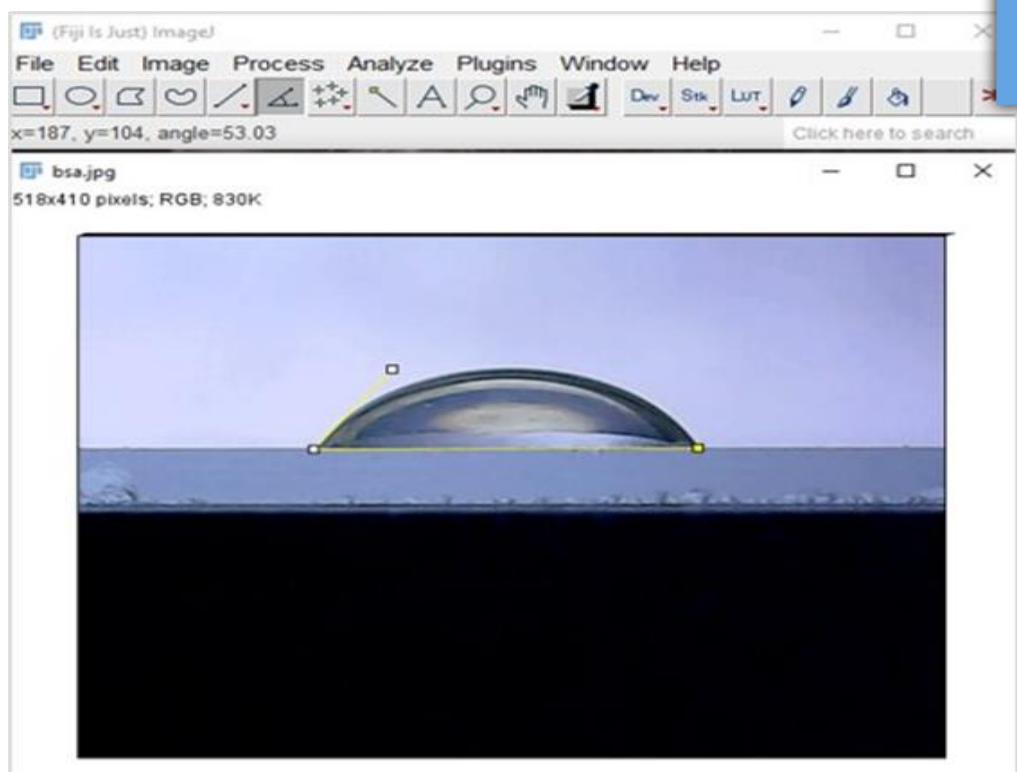 (Fiji Is Just) ImageJ
File Edit Image Process Analyze Plugins Window Help
A Dev Stk LUT
x=187, y=104, angle=53.03 Click here to search
bsa.jpg
518x410 pixels; RGB; 830K